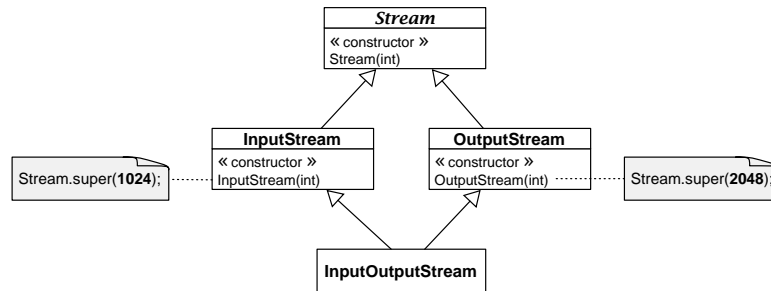 Stream
« constructor »
Stream(int)
InputStream
« constructor »
InputStream(int)
OutputStream
« constructor »
OutputStream(int)
Stream.super(1024);
Stream.super(2048);
InputOutputStream